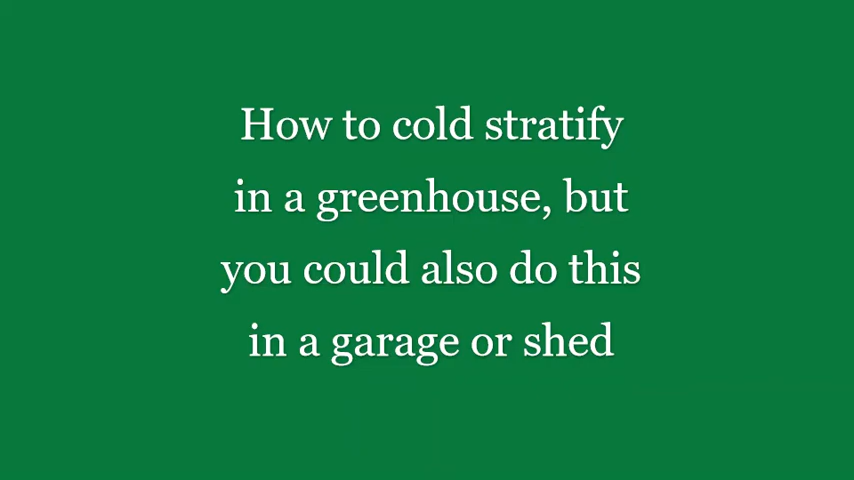 How to cold stratify
in a greenhouse, but
you could also do this
in a garage or shed